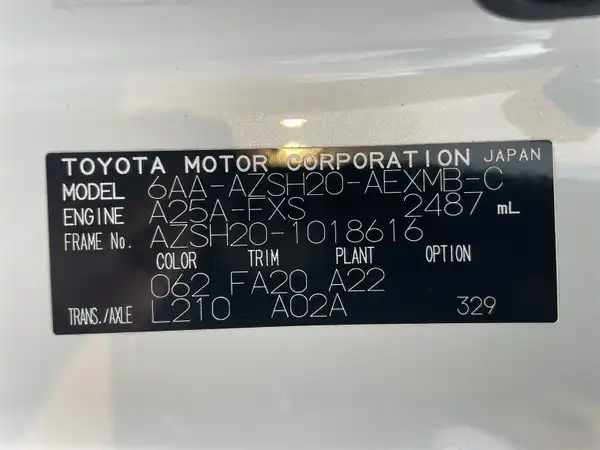 TOYOTA MOTOR CORPORATION JAPAN
MODEL 6AA-AZSH20-AEXMB-C
ENGINE A25A-FXS 2487 mL
FRAME No. AZSH20-1018616
COLOR TRIM PLANT OPTION
062 FA20 A22
TRANS./AXLE L210 A02A 329